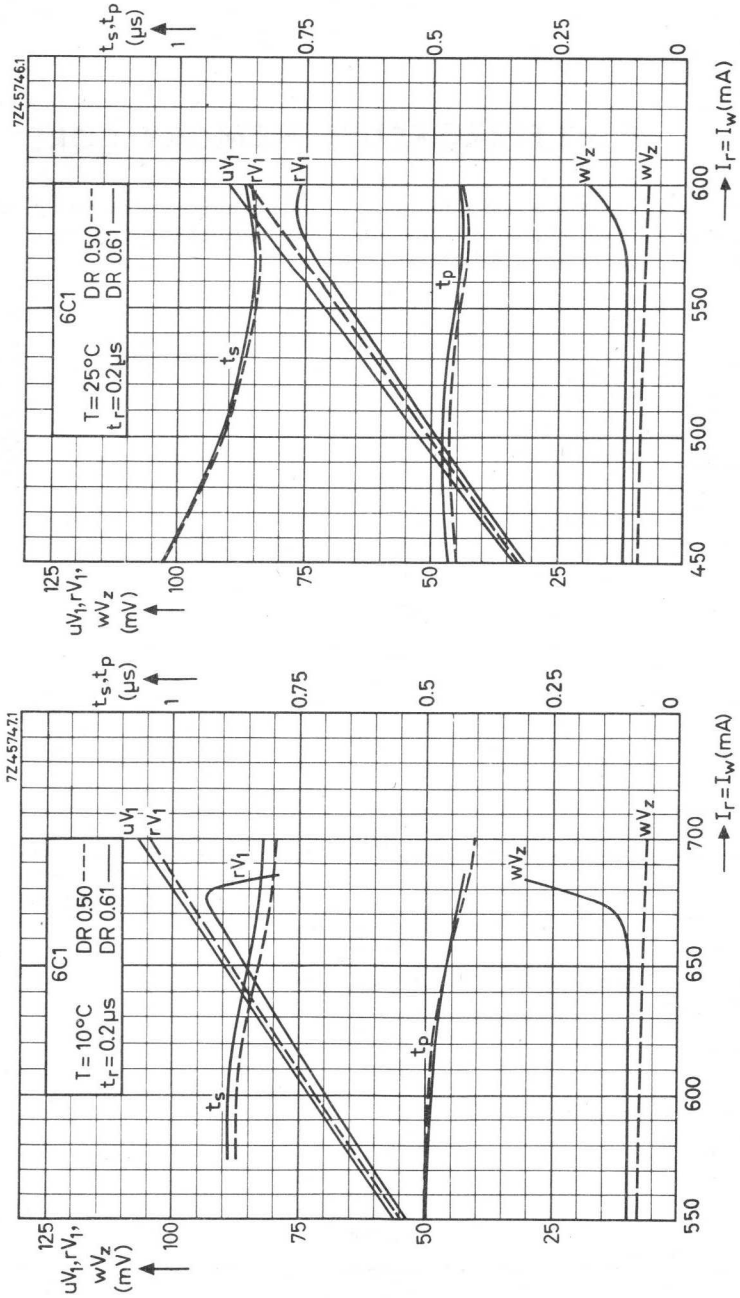 7Z45746.1
6C1
T = 25°C DR 0.50
tr = 0.2 μs DR 0.61
uV1, rV1,
wVz
(mV)
125
100
75
50
25
ts, tp
(μs)
1
0.75
0.5
0.25
0
ts
uV1
rV1
rV1
tp
wVz
wVz
450
500
550
600
Ir = Iw (mA)
7Z45747.1
6C1
T = 10°C DR 0.50
tr = 0.2 μs DR 0.61
uV1, rV1,
wVz
(mV)
125
100
75
50
25
ts, tp
(μs)
1
0.75
0.5
0.25
0
ts
uV1
rV1
rV1
tp
wVz
wVz
550
600
650
700
Ir = Iw (mA)